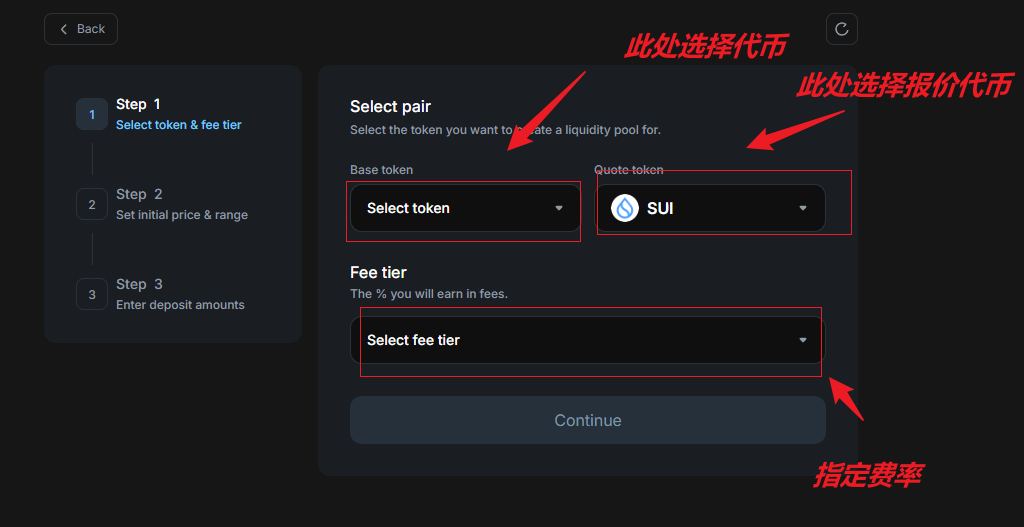 Back
此处选择代币
此处选择报价代币
1
Step 1
Select token & fee tier
2
Step 2
Set initial price & range
3
Step 3
Enter deposit amounts
Select pair
Select the token you want to create a liquidity pool for.
Base token
Quote token
Select token
SUI
Fee tier
The % you will earn in fees.
Select fee tier
Continue
指定费率